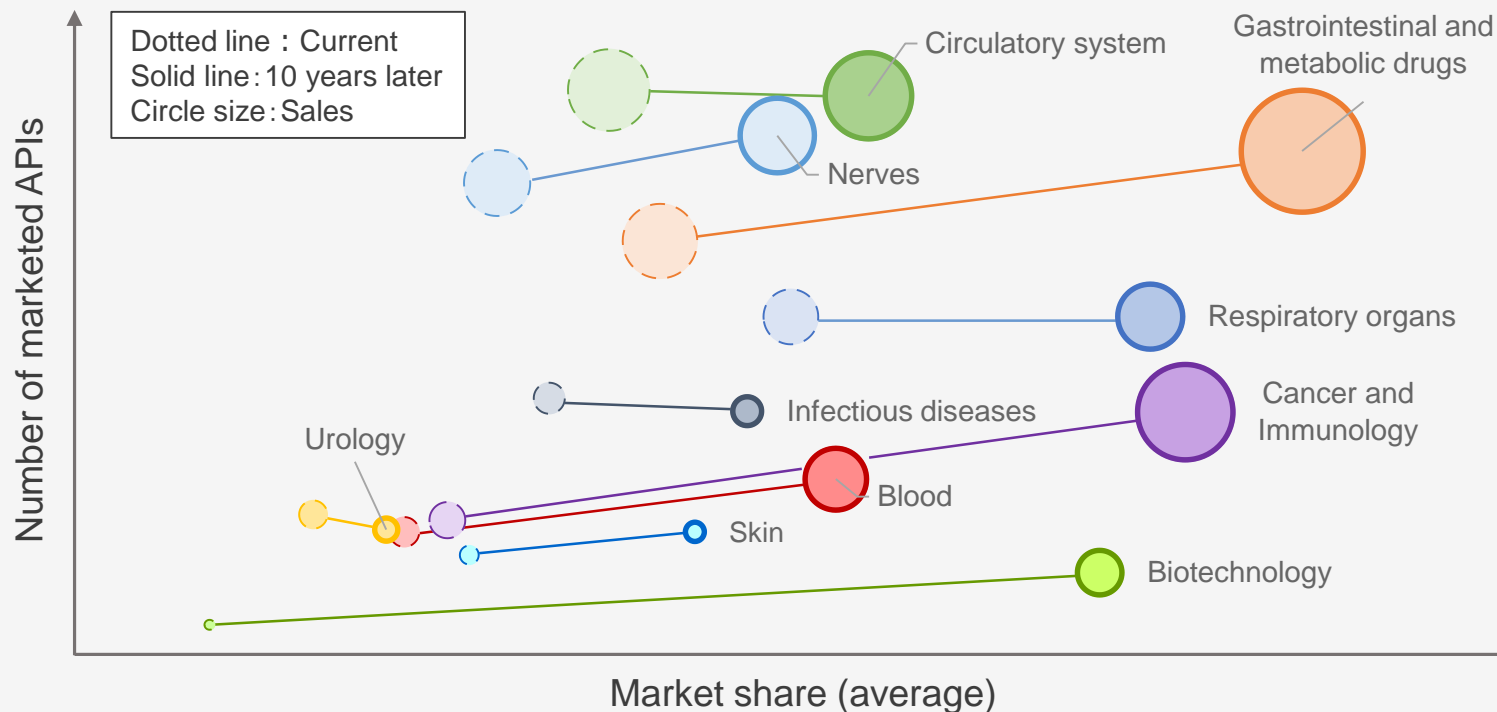 Dotted line : Current
Solid line:10 years later
Circle size:Sales
Circulatory system
Gastrointestinal and
metabolic drugs
Nerves
Respiratory organs
Infectious diseases
Cancer and
Immunology
Urology
Blood
Skin
Biotechnology
Number of marketed APIs
Market share (average)